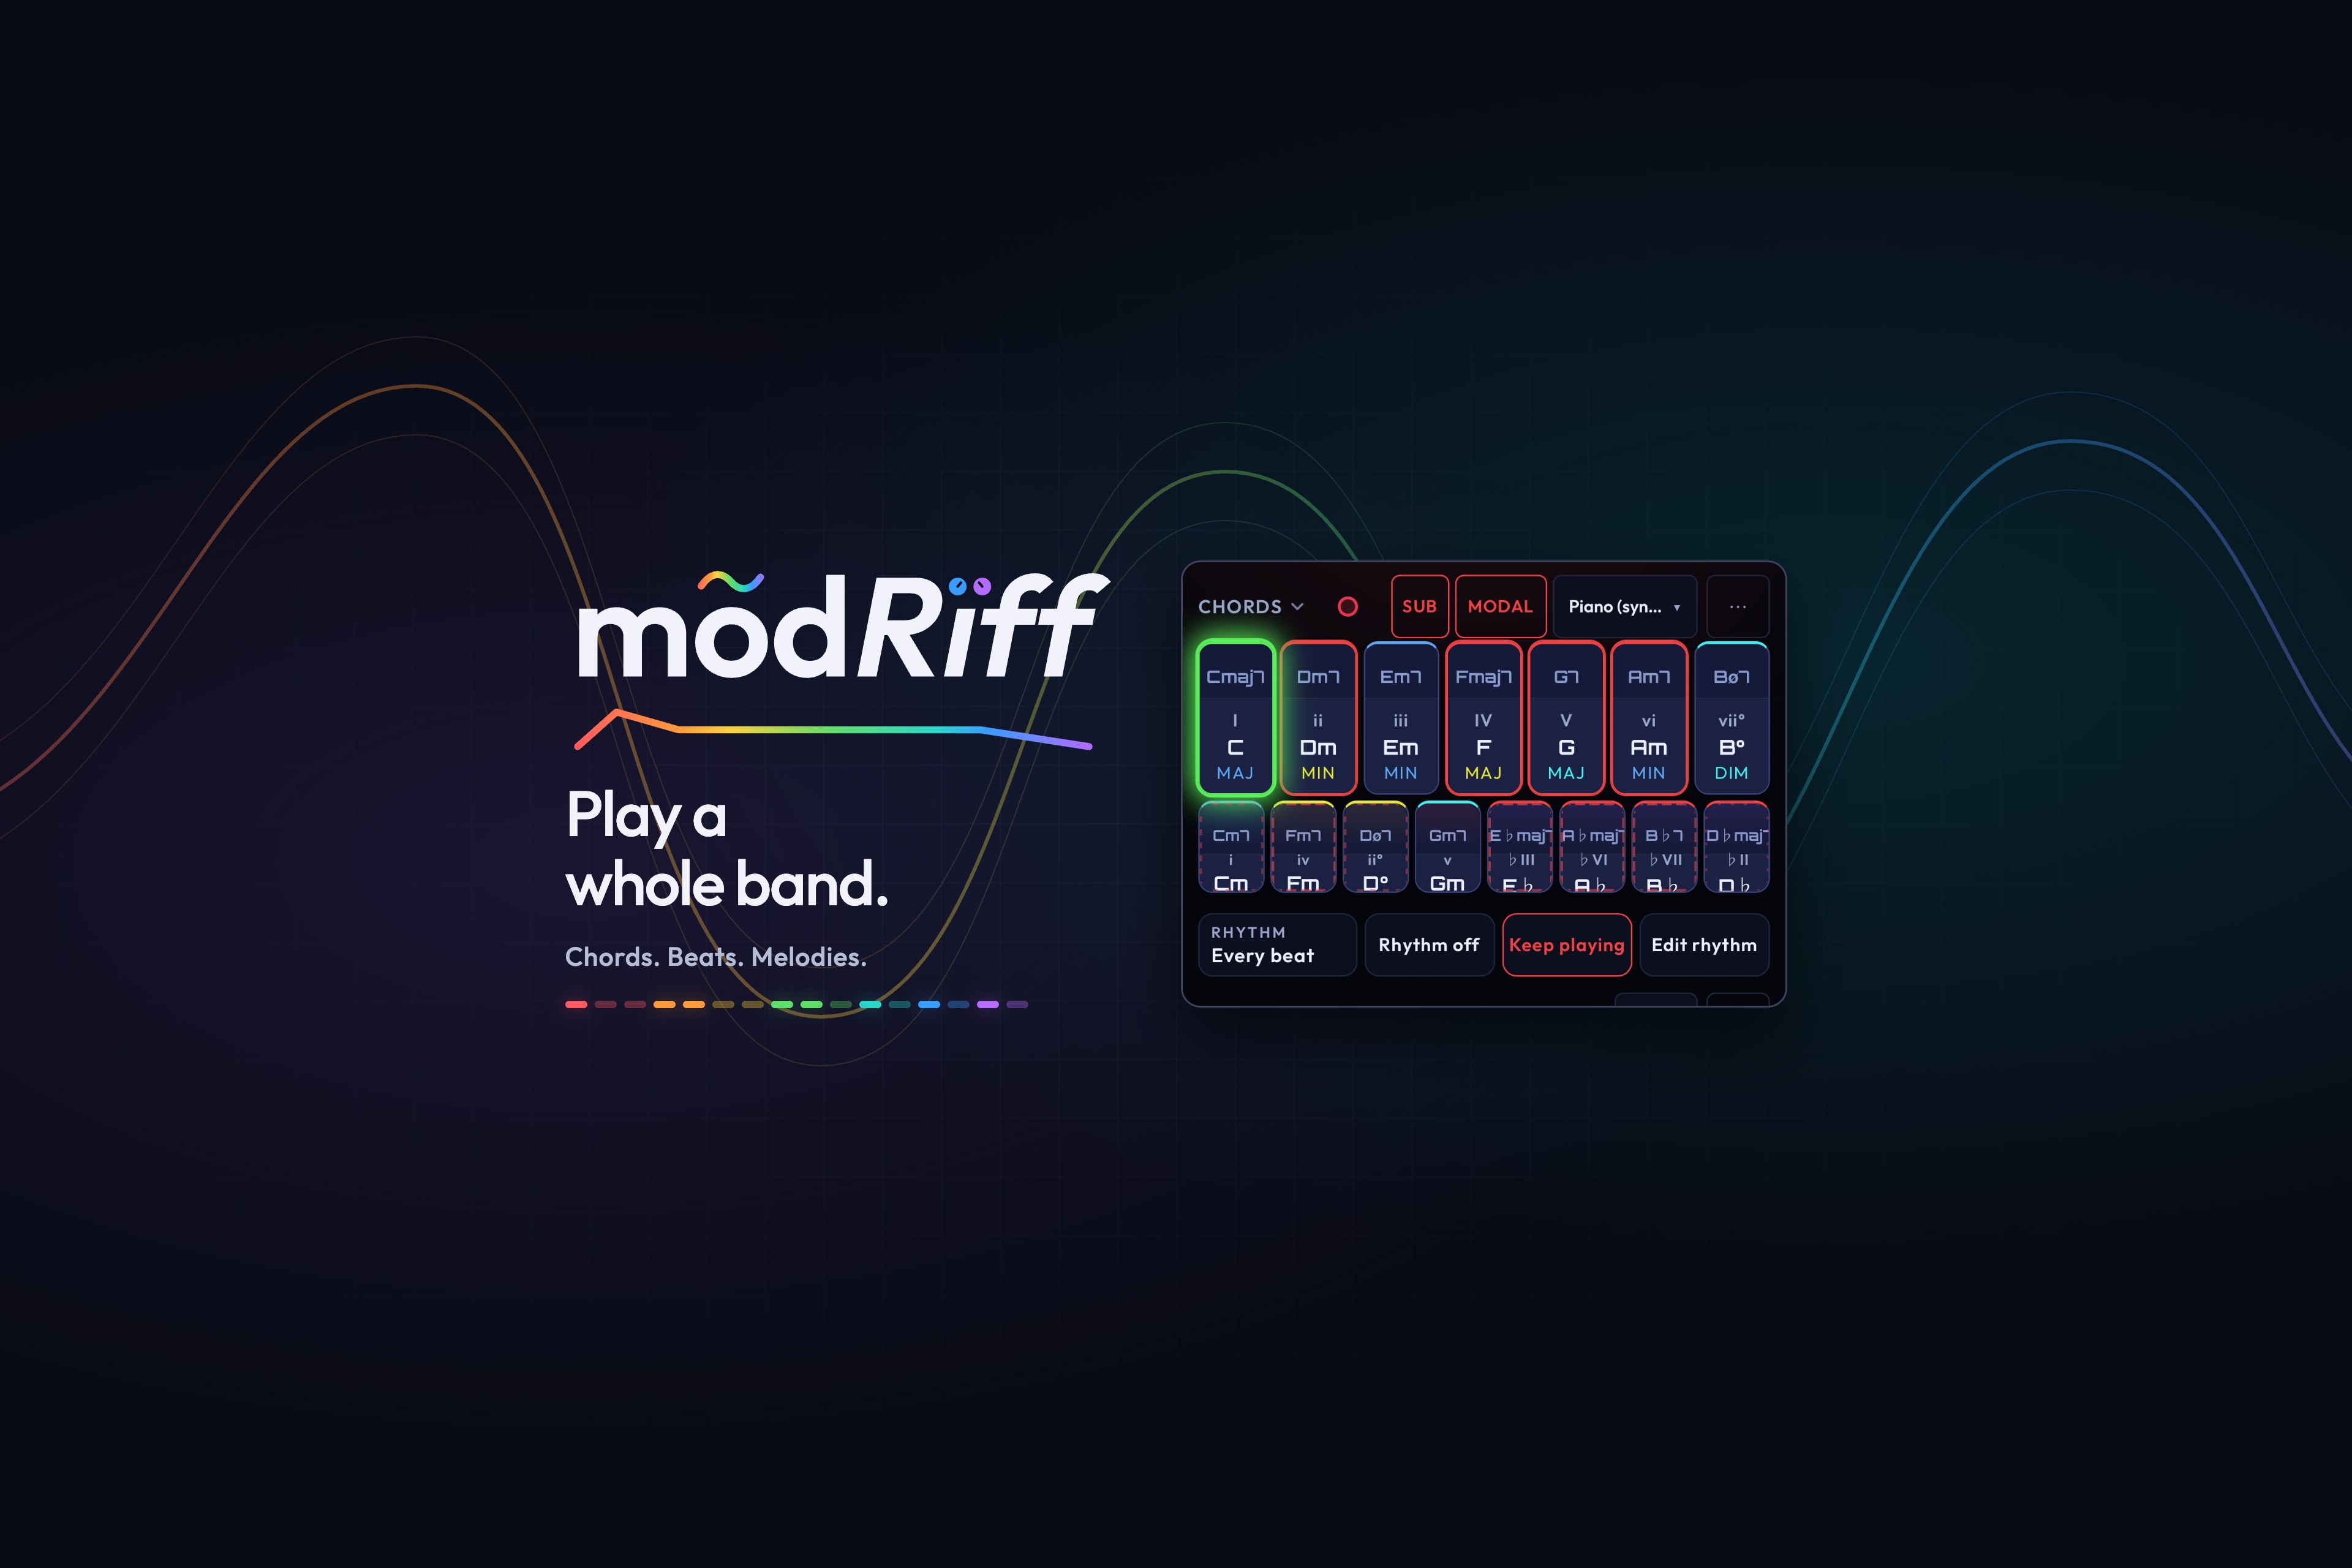 modRiff
Play a
whole band.
Chords. Beats. Melodies.
CHORDS
SUB
MODAL
Piano (syn...
...
Cmaj7
I
C
MAJ
Dm7
ii
Dm
MIN
Em7
iii
Em
MIN
Fmaj7
IV
F
MAJ
G7
V
G
MAJ
Am7
vi
Am
MIN
Bø7
vii°
B°
DIM
Cm7
i
Cm
Fm7
iv
Fm
Dø7
ii°
D°
Gm7
v
Gm
E♭maj7
♭III
E♭
A♭maj7
♭VI
A♭
B♭7
♭VII
B♭
D♭maj7
♭II
D♭
RHYTHM
Every beat
Rhythm off
Keep playing
Edit rhythm